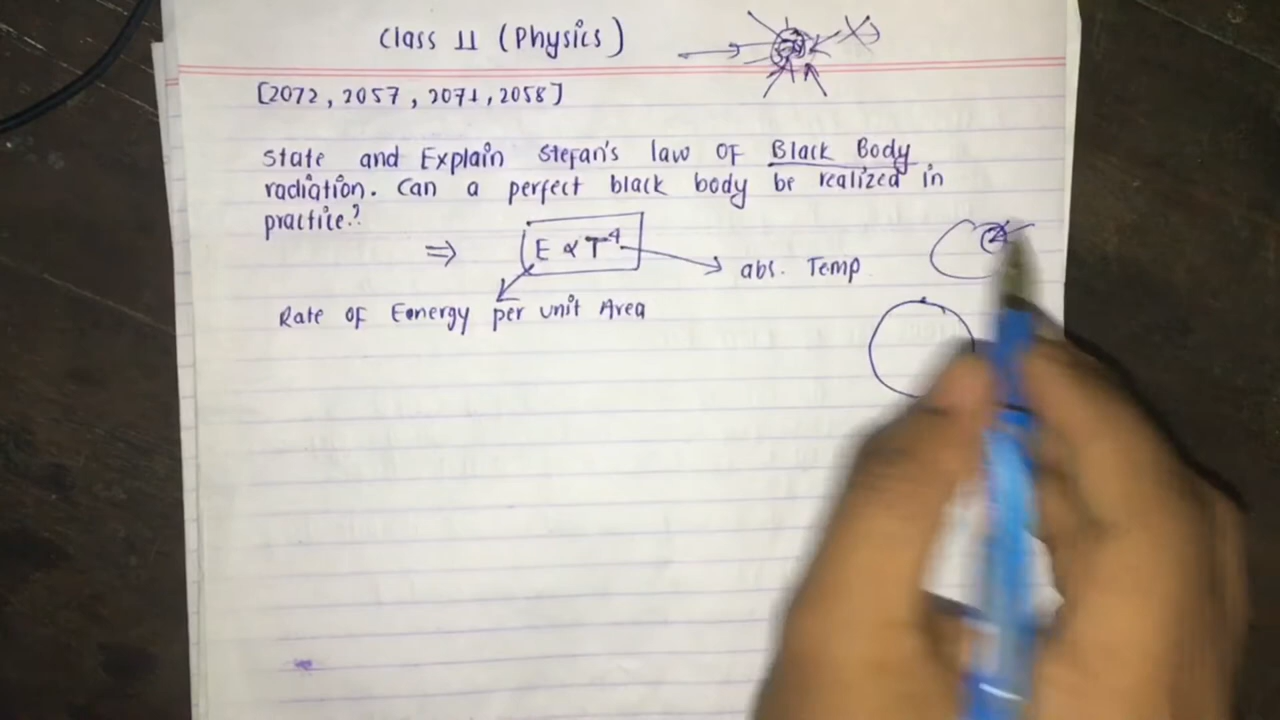 Class 11 (Physics)
[2072, 2057, 2071, 2058]
State and Explain Stefan's law OF Black Body
radiation. Can a perfect black body be realized in
practice.?
⇒ E ∝ T⁴
abs. Temp
Rate OF Eenergy per unit Area